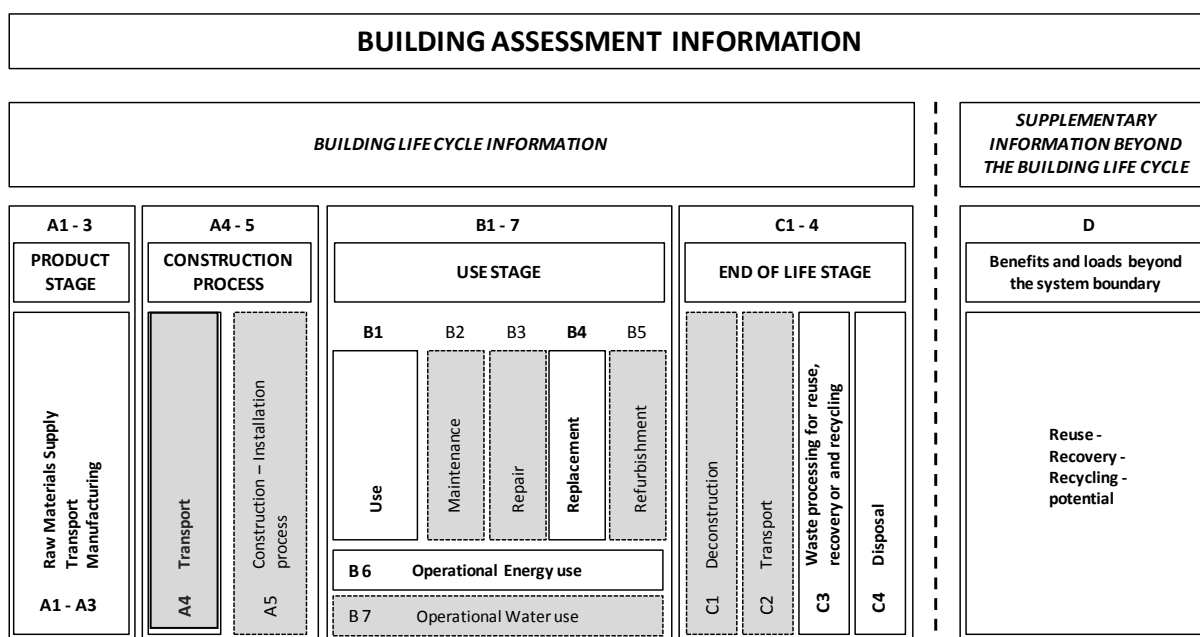 BUILDING ASSESSMENT INFORMATION
BUILDING LIFE CYCLE INFORMATION
SUPPLEMENTARY
INFORMATION BEYOND
THE BUILDING LIFE CYCLE
A1 - 3
PRODUCT
STAGE
Raw Materials Supply
Transport
Manufacturing
A1 - A3
A4 - 5
CONSTRUCTION
PROCESS
Transport
A4
Construction – Installation
process
A5
B1 - 7
USE STAGE
B1
Use
B2
Maintenance
B3
Repair
B4
Replacement
B5
Refurbishment
B 6 Operational Energy use
B 7 Operational Water use
C1 - 4
END OF LIFE STAGE
Deconstruction
C1
Transport
C2
Waste processing for reuse,
recovery or and recycling
C3
Disposal
C4
D
Benefits and loads beyond
the system boundary
Reuse -
Recovery -
Recycling -
potential